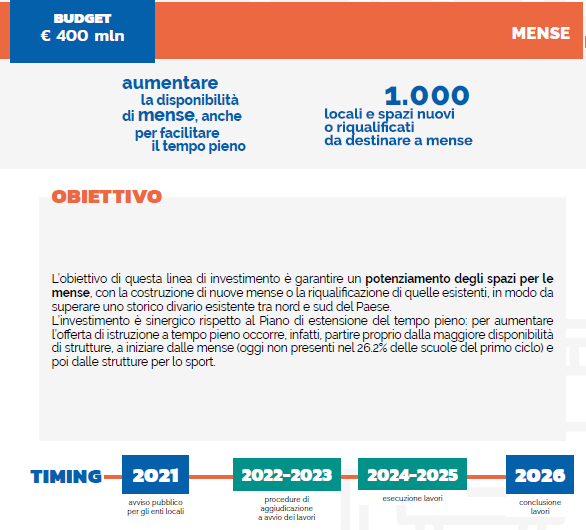 BUDGET
€ 400 mln
MENSE
aumentare
la disponibilità
di mense, anche
per facilitare
il tempo pieno
1.000
locali e spazi nuovi
o riqualificati
da destinare a mense
OBIETTIVO
L'obiettivo di questa linea di investimento è garantire un potenziamento degli spazi per le
mense, con la costruzione di nuove mense o la riqualificazione di quelle esistenti, in modo da
superare uno storico divario esistente tra nord e sud del Paese.
L'investimento è sinergico rispetto al Piano di estensione del tempo pieno: per aumentare
l'offerta di istruzione a tempo pieno occorre, infatti, partire proprio dalla maggiore disponibilità
di strutture, a iniziare dalle mense (oggi non presenti nel 26.2% delle scuole del primo ciclo) e
poi dalle strutture per lo sport.
TIMING
2021
avviso pubblico
per gli enti locali
2022-2023
procedure di
aggiudicazione
a avvio dei lavori
2024-2025
esecuzione lavori
2026
conclusione
lavori